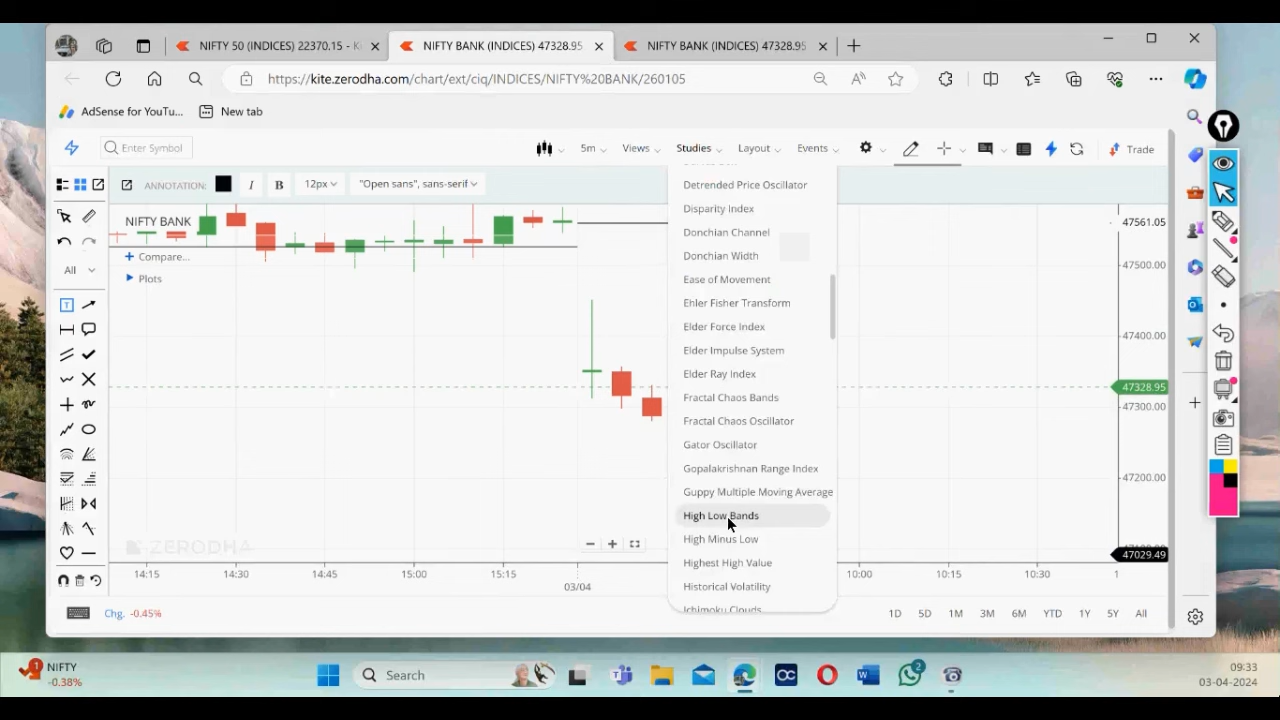 NIFTY 50 (INDICES) 22370.15 - K
NIFTY BANK (INDICES) 47328.95
NIFTY BANK (INDICES) 47328.95
https://kite.zerodha.com/chart/ext/ciq/INDICES/NIFTY%20BANK/260105
AdSense for YouTu...
New tab
Enter Symbol
5m
Views
Studies
Layout
Events
Trade
ANNOTATION:
I
B
12px
"Open sans", sans-serif
NIFTY BANK
Compare...
Plots
All
T
Detrended Price Oscillator
Disparity Index
Donchian Channel
Donchian Width
Ease of Movement
Ehler Fisher Transform
Elder Force Index
Elder Impulse System
Elder Ray Index
Fractal Chaos Bands
Fractal Chaos Oscillator
Gator Oscillator
Gopalakrishnan Range Index
Guppy Multiple Moving Average
High Low Bands
High Minus Low
Highest High Value
Historical Volatility
Ichimoku Clouds
47561.05
47500.00
47400.00
47328.95
47300.00
47200.00
47029.49
ZERODHA
14:15
14:30
14:45
15:00
15:15
03/04
10:00
10:15
10:30
1
Chg. -0.45%
1D
5D
1M
3M
6M
YTD
1Y
5Y
All
1
NIFTY
-0.38%
Search
OC
W
2
09:33
03-04-2024